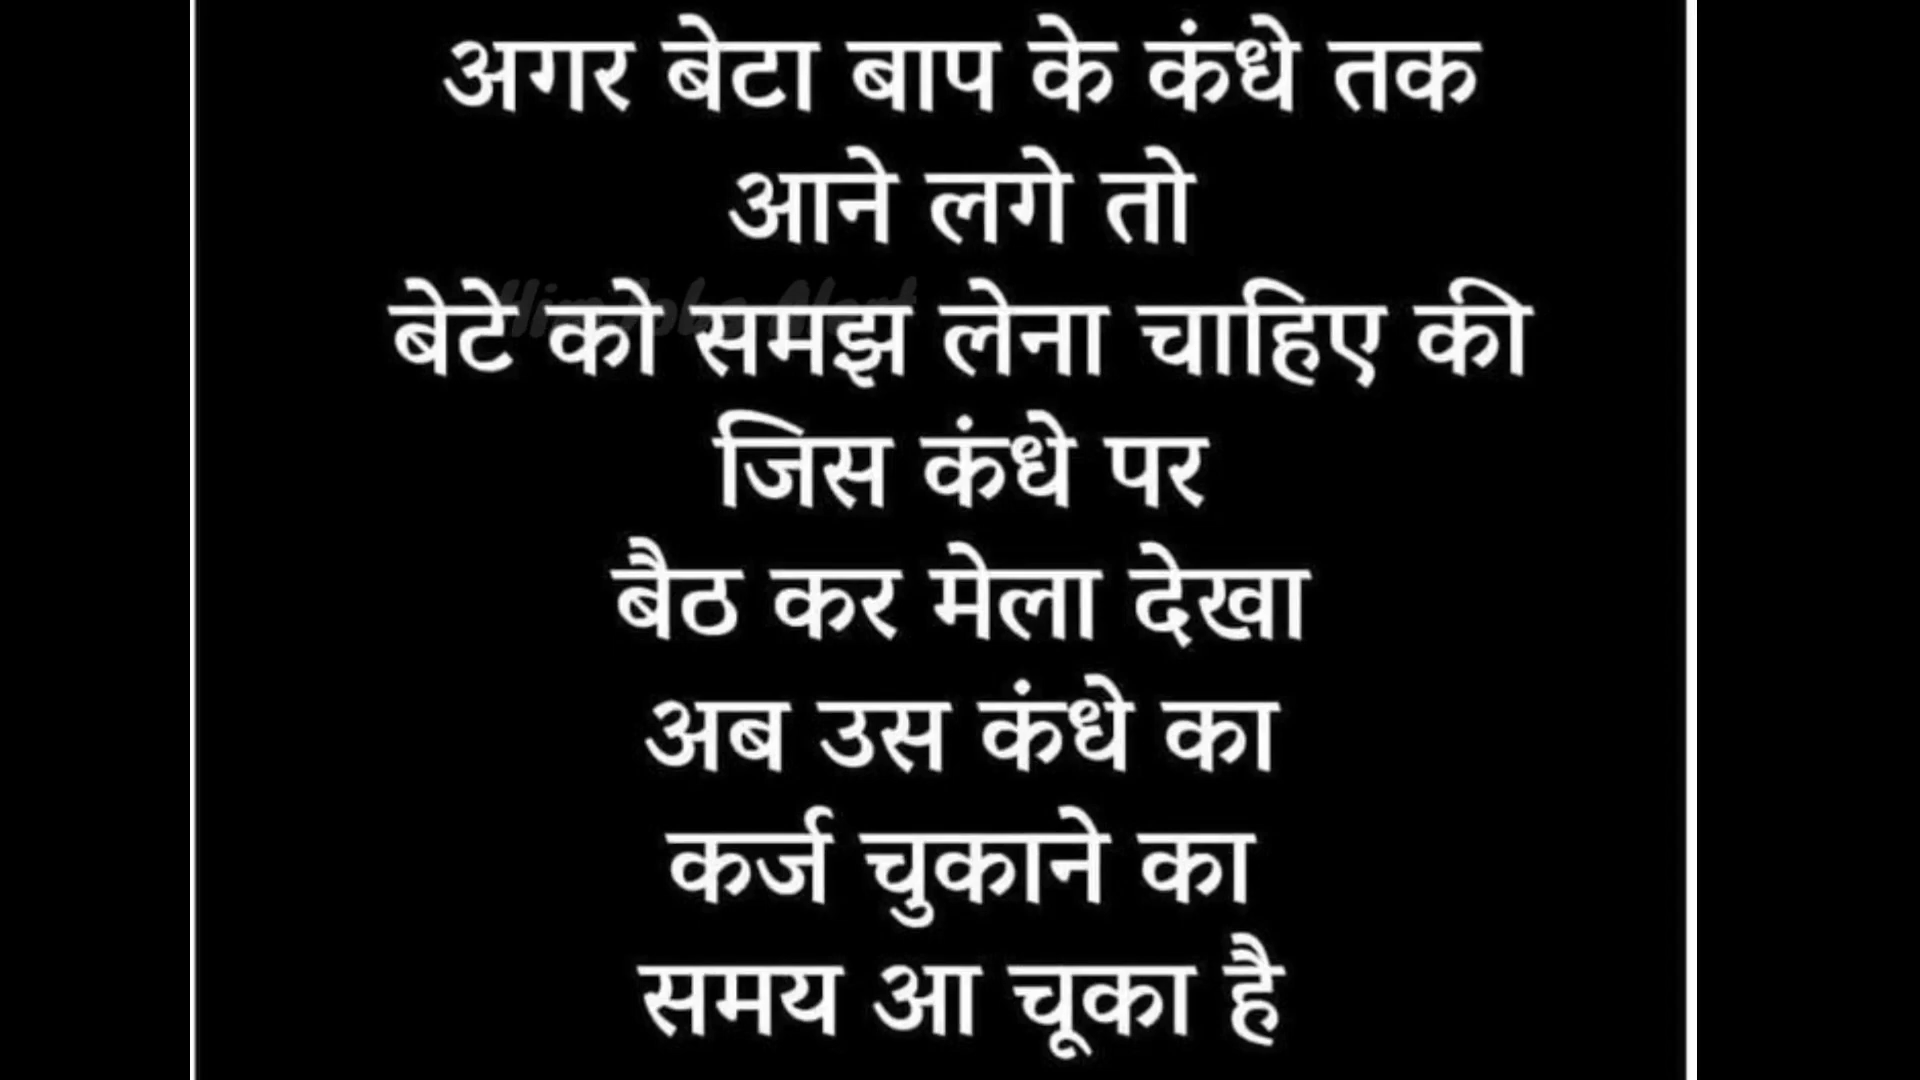 अगर बेटा बाप के कंधे तक
आने लगे तो
बेटे को समझ लेना चाहिए की
जिस कंधे पर
बैठ कर मेला देखा
अब उस कंधे का
कर्ज चुकाने का
समय आ चूका है